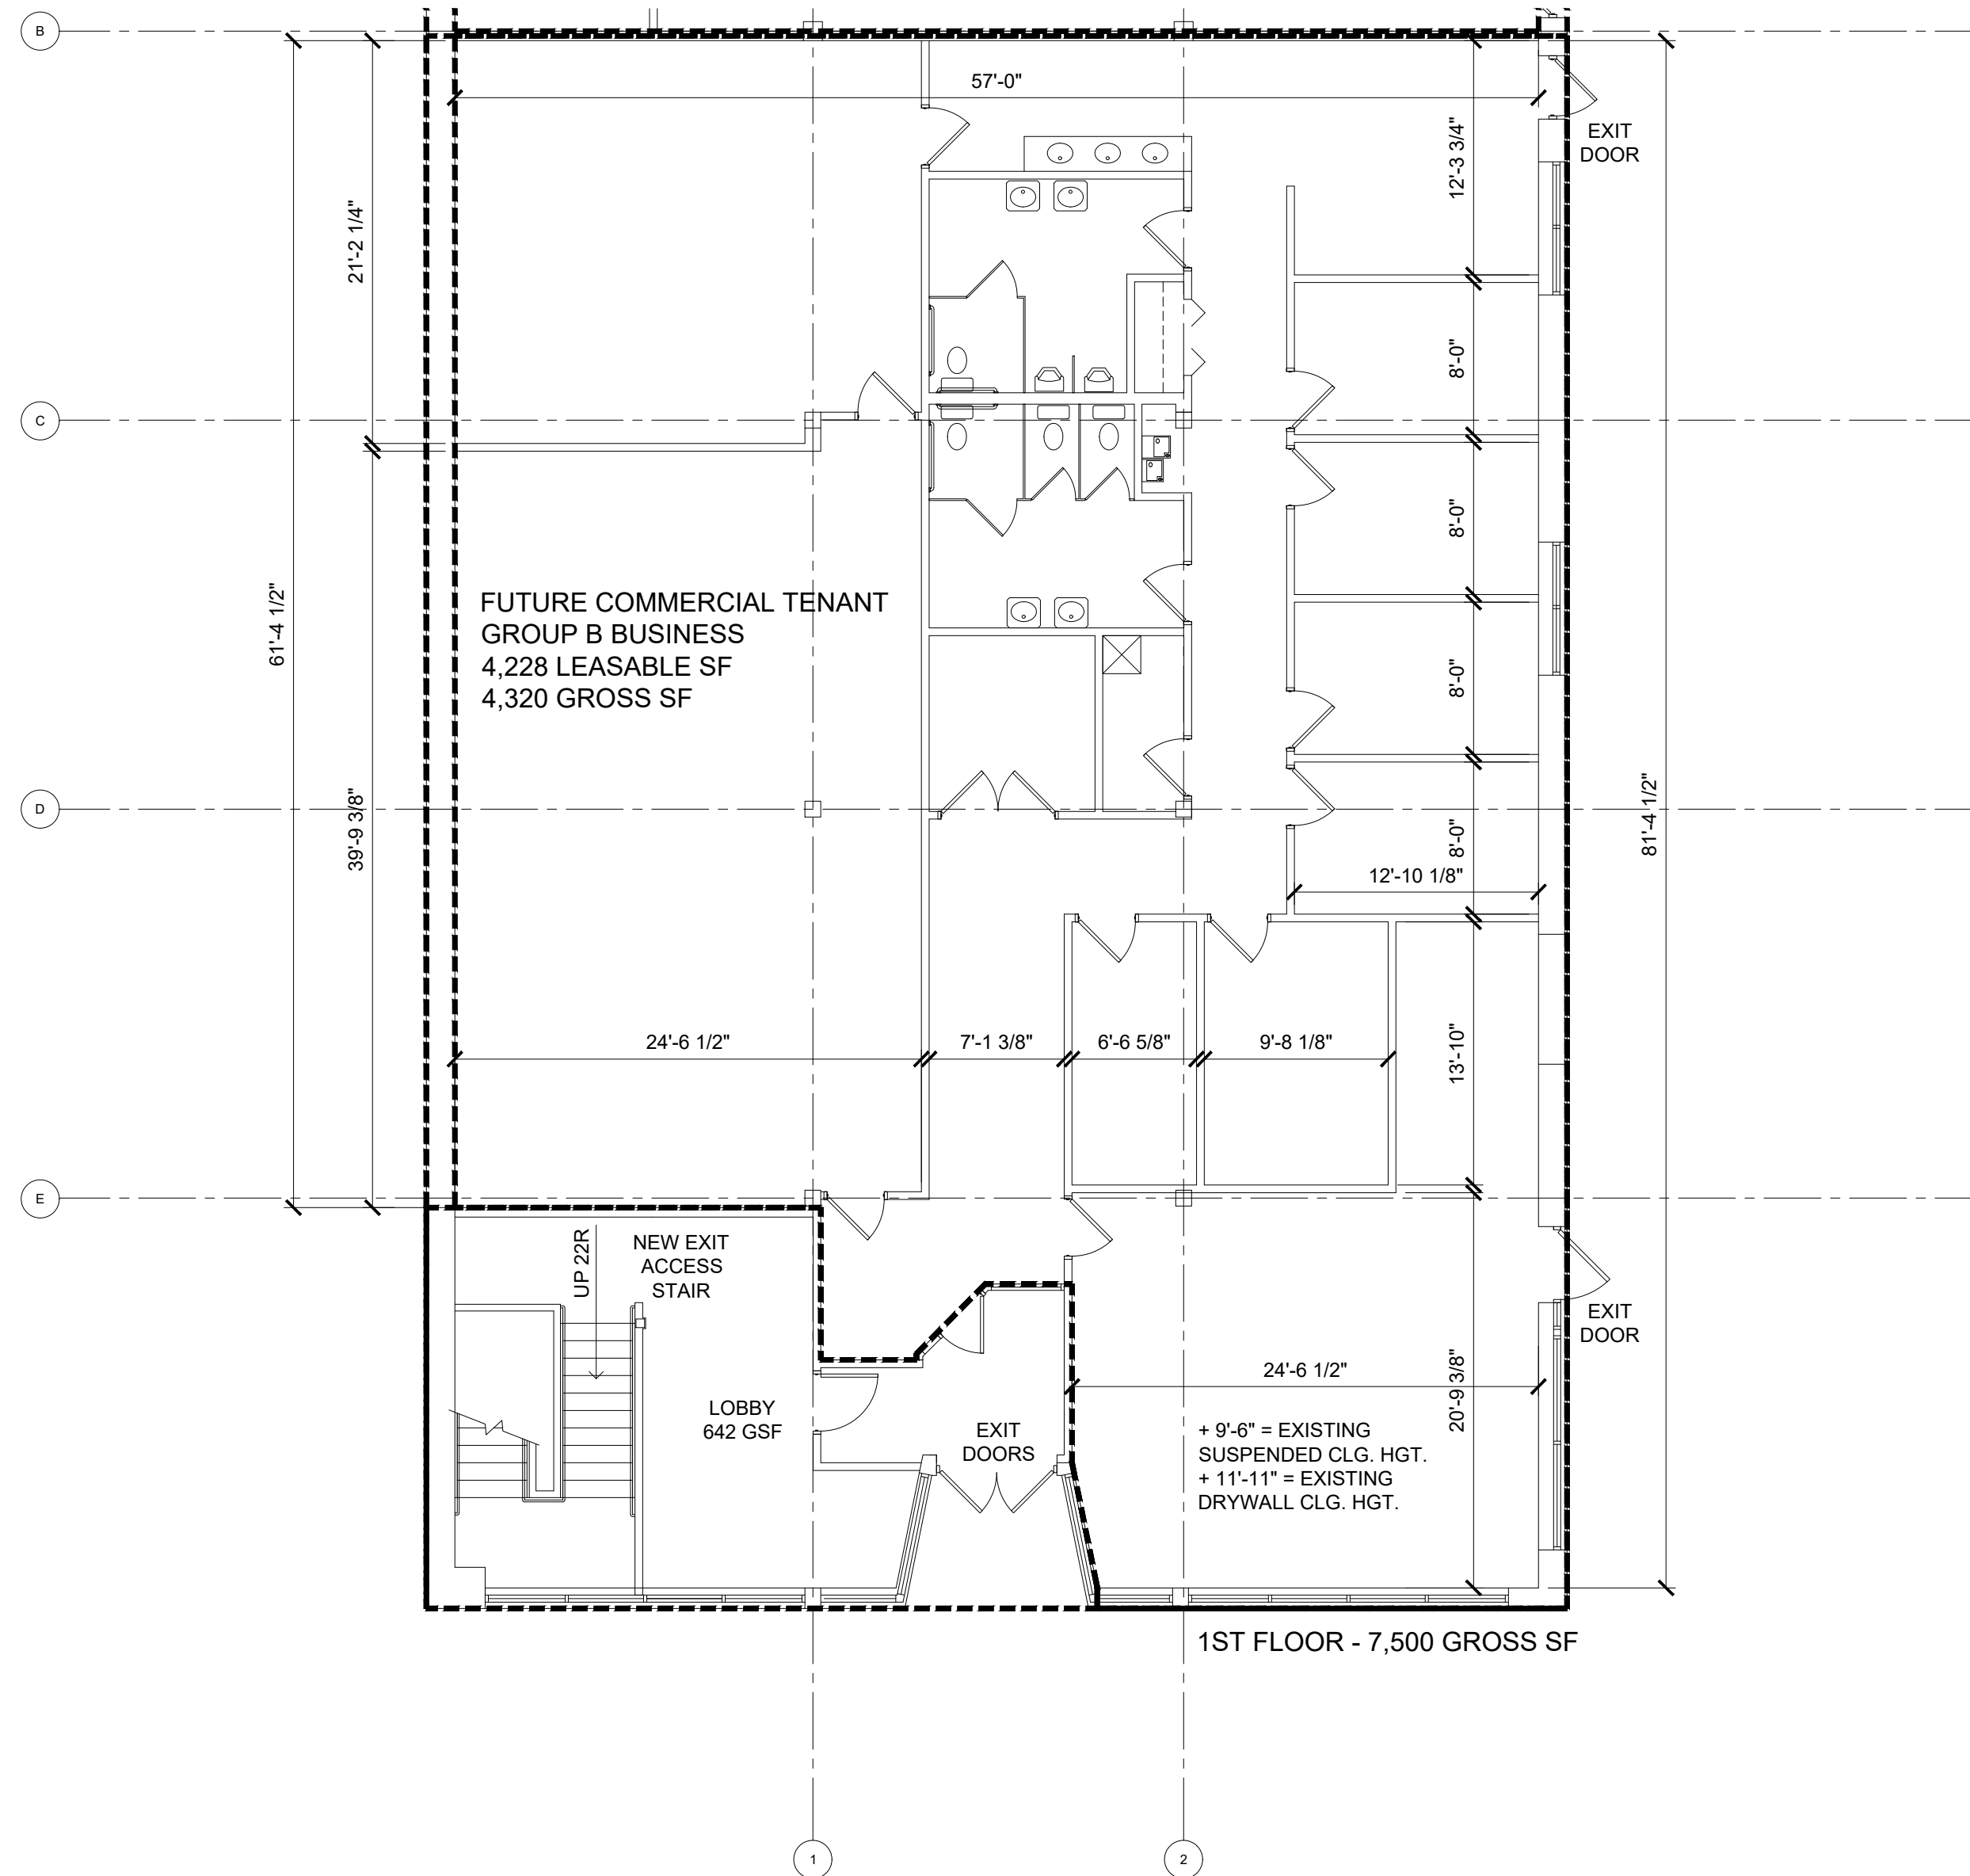 B
57'-0"
EXIT
DOOR
12'-3 3/4"
21'-2 1/4"
8'-0"
C
8'-0"
FUTURE COMMERCIAL TENANT
GROUP B BUSINESS
4,228 LEASABLE SF
4,320 GROSS SF
61'-4 1/2"
8'-0"
D
39'-9 3/8"
81'-4 1/2"
8'-0"
12'-10 1/8"
24'-6 1/2"
7'-1 3/8"
6'-6 5/8"
9'-8 1/8"
13'-10"
E
UP 22R
NEW EXIT
ACCESS
STAIR
EXIT
DOOR
24'-6 1/2"
20'-9 3/8"
LOBBY
642 GSF
EXIT
DOORS
+ 9'-6" = EXISTING
SUSPENDED CLG. HGT.
+ 11'-11" = EXISTING
DRYWALL CLG. HGT.
1ST FLOOR - 7,500 GROSS SF
1
2